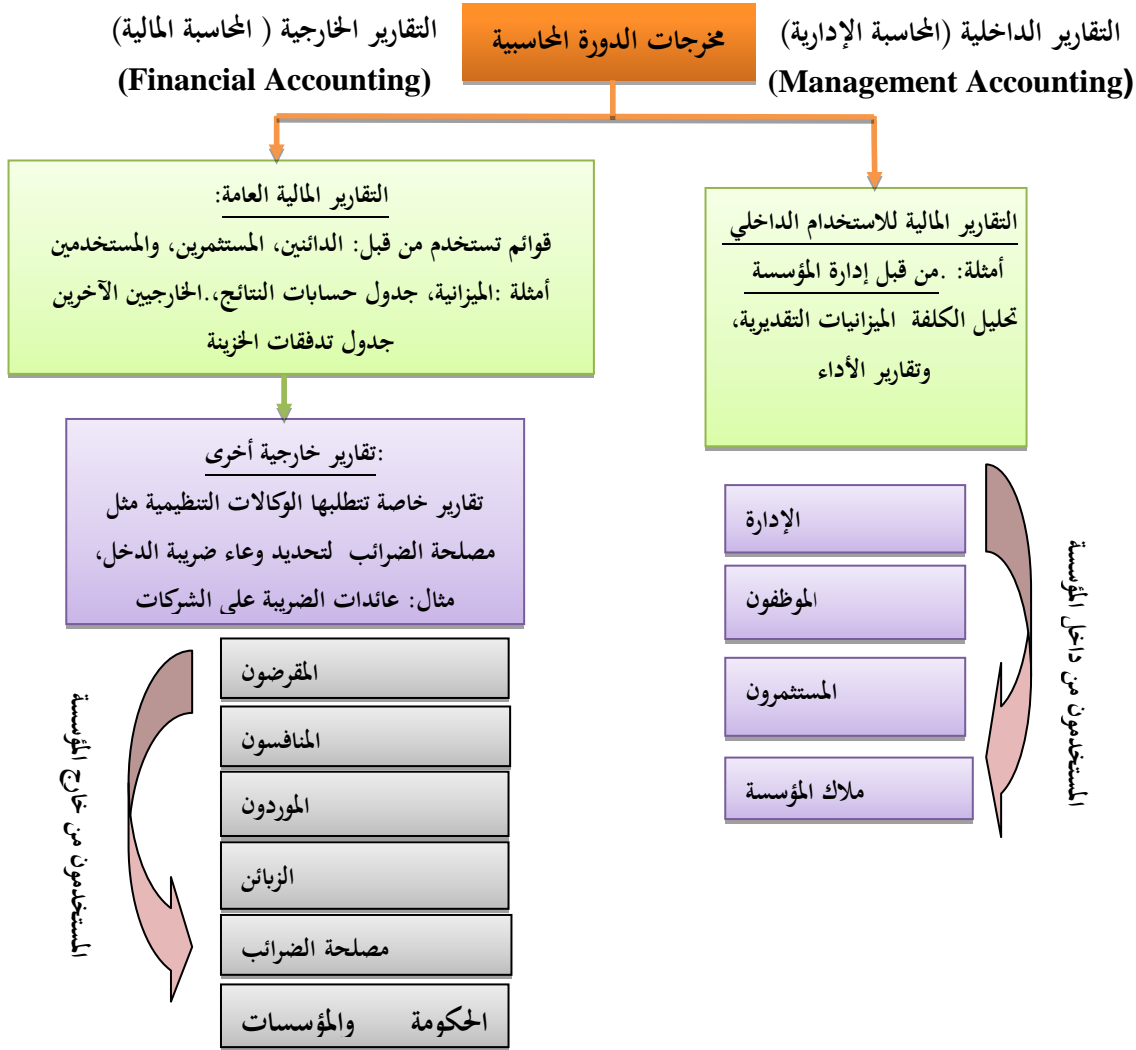 مخرجات الدورة المحاسبية
التقارير الداخلية (المحاسبة الإدارية)
(Management Accounting)
التقارير الخارجية ( المحاسبة المالية)
(Financial Accounting)
التقارير المالية للاستخدام الداخلي
أمثلة: .من قبل إدارة المؤسسة
تحليل الكلفة الميزانيات التقديرية،
وتقارير الأداء
الإدارة
الموظفون
المستثمرون
ملاك المؤسسة
المستخدمون من داخل المؤسسة
التقارير المالية العامة:
قوائم تستخدم من قبل: الدائنين، المستثمرين، والمستخدمين
أمثلة :الميزانية، جدول حسابات النتائج،.الخارجيين الآخرين
جدول تدفقات الخزينة
:تقارير خارجية أخرى
تقارير خاصة تتطلبها الوكالات التنظيمية مثل
مصلحة الضرائب لتحديد وعاء ضريبة الدخل،
مثال: عائدات الضريبة على الشركات
المقرضون
المنافسون
الموردون
الزبائن
مصلحة الضرائب
الحكومة والمؤسسات
المستخدمون من خارج المؤسسة